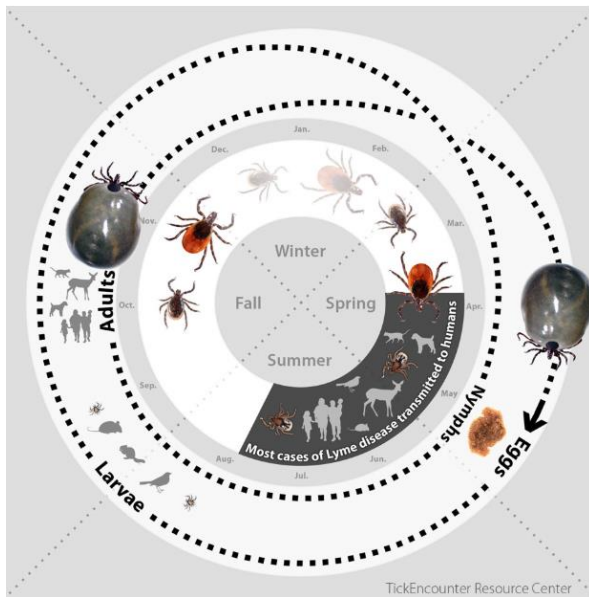 Jan.
Feb.
Mar.
Apr.
May
Jun.
Jul.
Aug.
Sep.
Oct.
Nov.
Dec.
Winter
Spring
Summer
Fall
Adults
Larvae
Nymphs
Eggs
Most cases of Lyme disease transmitted to humans
TickEncounter Resource Center